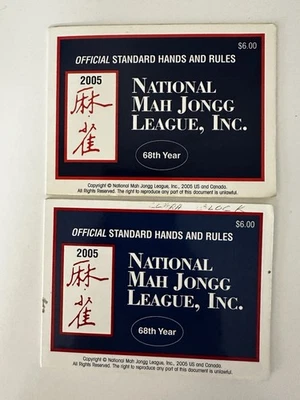 $6.00
OFFICIAL STANDARD HANDS AND RULES
2005
麻雀
NATIONAL
MAH JONGG
LEAGUE, INC.
68th Year
Copyright © National Mah Jongg League, Inc., 2005 US and Canada.
All Rights Reserved. The right to reproduce any part of this document is unlawful.
$6.00
OFFICIAL STANDARD HANDS AND RULES
2005
麻雀
NATIONAL
MAH JONGG
LEAGUE, INC.
68th Year
Copyright © National Mah Jongg League, Inc., 2005 US and Canada.
All Rights Reserved. The right to reproduce any part of this document is unlawful.